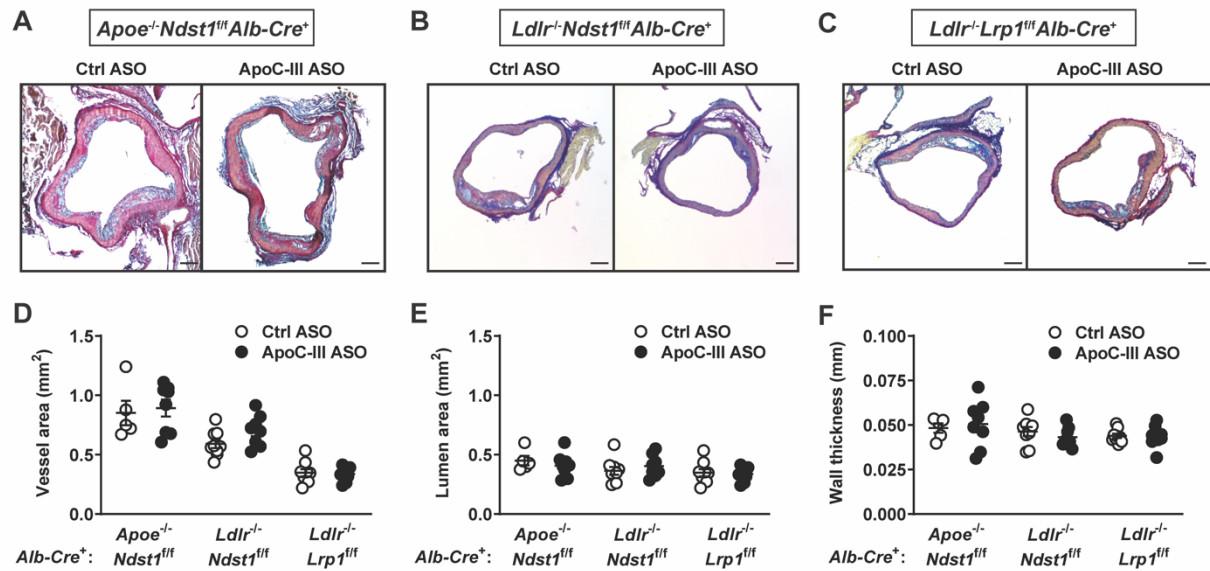 A
Apoe⁻/⁻Ndst1ᶠ/ᶠAlb-Cre⁺
Ctrl ASO
ApoC-III ASO
B
Ldlr⁻/⁻Ndst1ᶠ/ᶠAlb-Cre⁺
Ctrl ASO
ApoC-III ASO
C
Ldlr⁻/⁻Lrp1ᶠ/ᶠAlb-Cre⁺
Ctrl ASO
ApoC-III ASO
D
Vessel area (mm²)
1.5
1.0
0.5
0.0
Ctrl ASO
ApoC-III ASO
Apoe⁻/⁻ Ldlr⁻/⁻ Ldlr⁻/⁻
Alb-Cre⁺: Ndst1ᶠ/ᶠ Ndst1ᶠ/ᶠ Lrp1ᶠ/ᶠ
E
Lumen area (mm²)
1.5
1.0
0.5
0.0
Ctrl ASO
ApoC-III ASO
Apoe⁻/⁻ Ldlr⁻/⁻ Ldlr⁻/⁻
Ndst1ᶠ/ᶠ Ndst1ᶠ/ᶠ Lrp1ᶠ/ᶠ
F
Wall thickness (mm)
0.100
0.075
0.050
0.025
0.000
Ctrl ASO
ApoC-III ASO
Apoe⁻/⁻ Ldlr⁻/⁻ Ldlr⁻/⁻
Alb-Cre⁺: Ndst1ᶠ/ᶠ Ndst1ᶠ/ᶠ Lrp1ᶠ/ᶠ